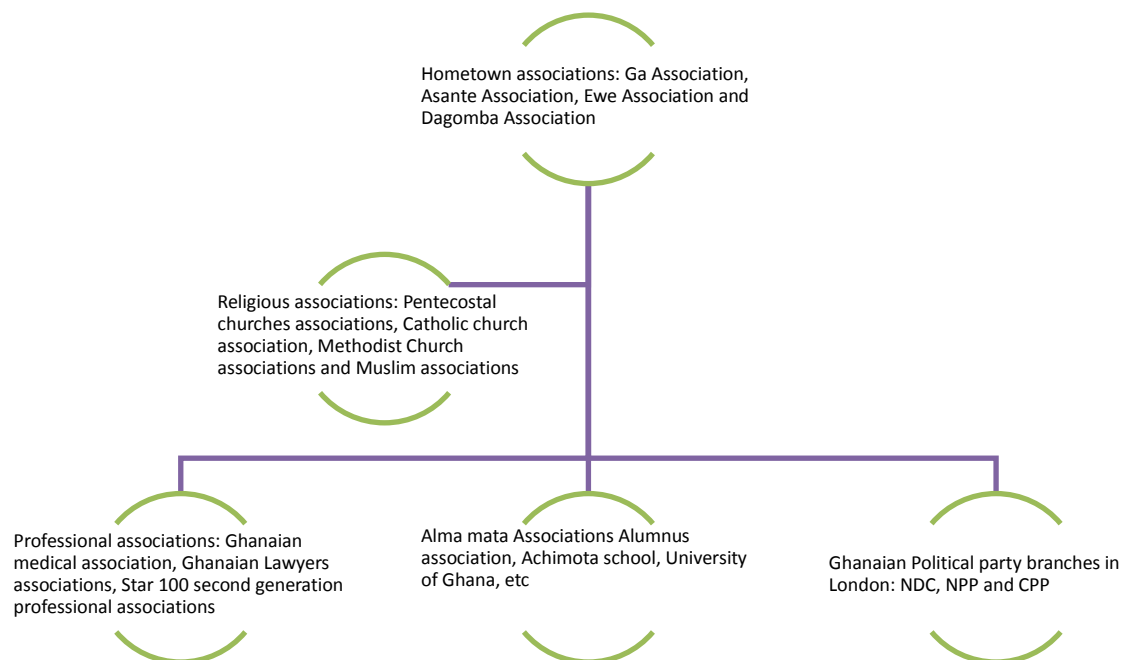 Hometown associations: Ga Association,
Asante Association, Ewe Association and
Dagomba Association
Religious associations: Pentecostal
churches associations, Catholic church
association, Methodist Church
associations and Muslim associations
Professional associations: Ghanaian
medical association, Ghanaian Lawyers
associations, Star 100 second generation
professional associations
Alma mata Associations Alumnus
association, Achimota school, University
of Ghana, etc
Ghanaian Political party branches in
London: NDC, NPP and CPP